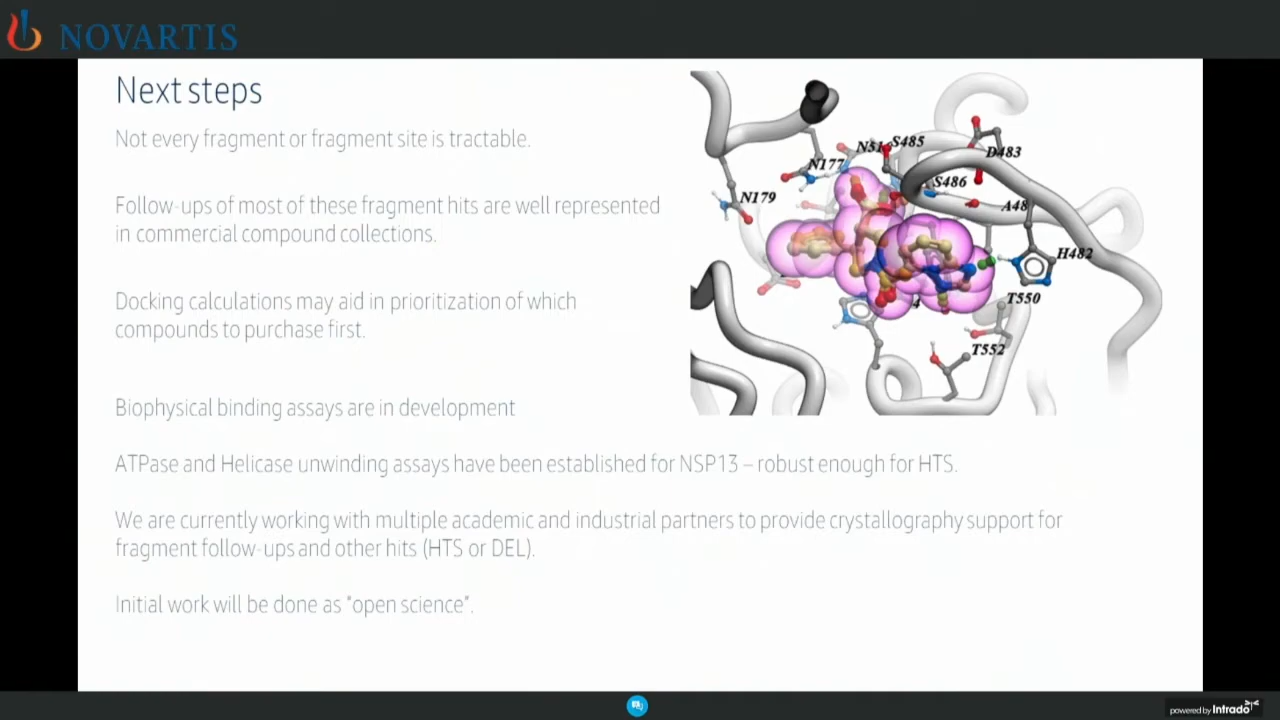 NOVARTIS
Next steps
Not every fragment or fragment site is tractable.
Follow-ups of most of these fragment hits are well represented
in commercial compound collections.
Docking calculations may aid in prioritization of which
compounds to purchase first.
Biophysical binding assays are in development
ATPase and Helicase unwinding assays have been established for NSP13 – robust enough for HTS.
We are currently working with multiple academic and industrial partners to provide crystallography support for
fragment follow-ups and other hits (HTS or DEL).
Initial work will be done as "open science".
S485
D483
N177
S486
N179
H482
T550
T552
powered by Intrado